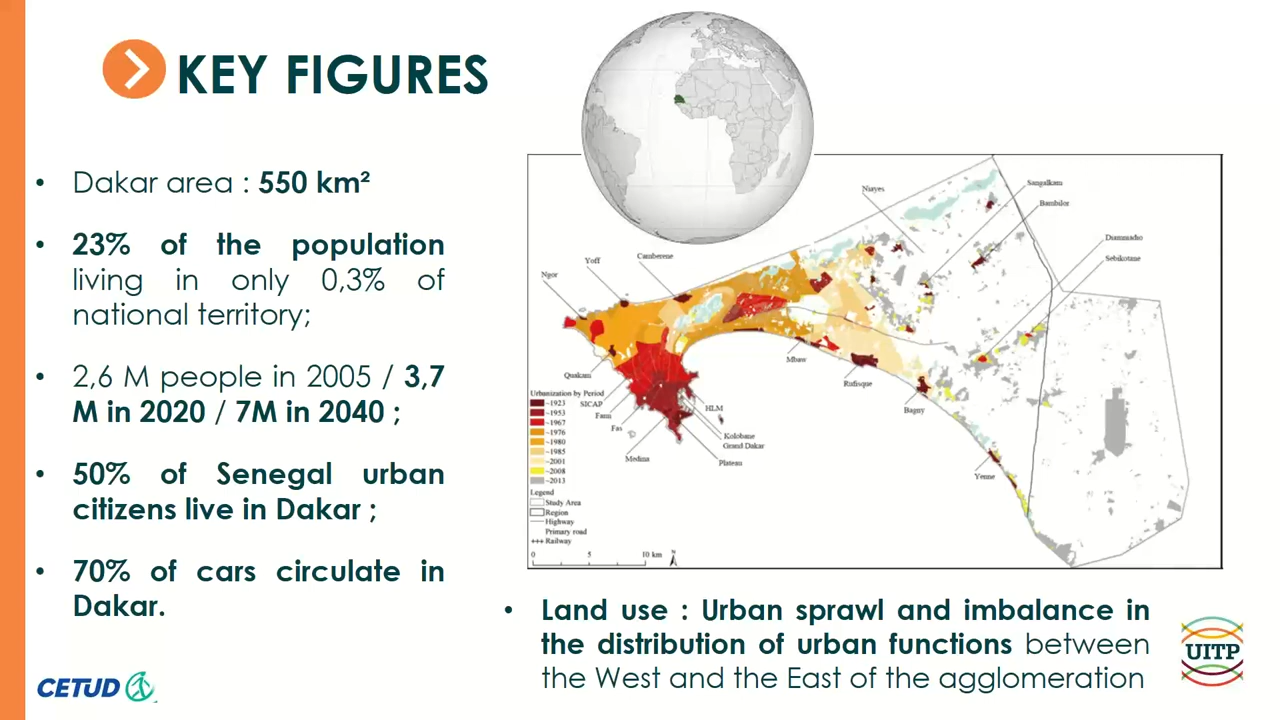 KEY FIGURES
• Dakar area : 550 km²
• 23% of the population
living in only 0,3% of
national territory;
• 2,6 M people in 2005 / 3,7
M in 2020 / 7M in 2040 ;
• 50% of Senegal urban
citizens live in Dakar ;
• 70% of cars circulate in
Dakar.
Niayes
Sangalkam
Bambilor
Camberene
Yoff
Ngor
Sebikotane
Mbaw
Rufisque
Bagny
Yenne
Quakam
SICAP
Fann
Fas
Medina
HLM
Kolobane
Grand Dakar
Plateau
Urbanization by Period
~1923
~1953
~1967
~1976
~1980
~1985
~2001
~2008
~2013
Legend
Study Area
Region
Highway
Primary road
Railway
0 5 10 km
N
• Land use : Urban sprawl and imbalance in
the distribution of urban functions between
the West and the East of the agglomeration
CETUD
UITP